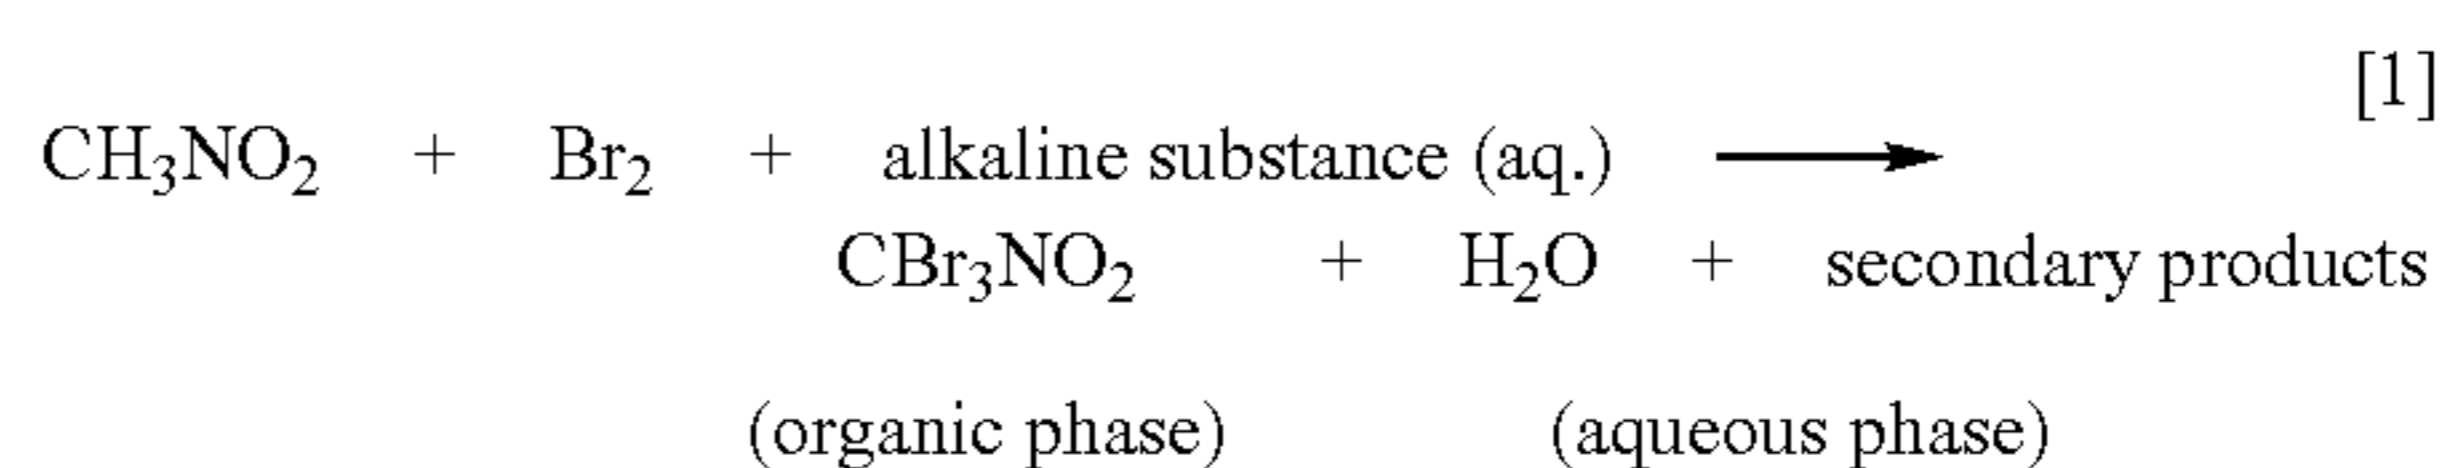 [1]
CH₃NO₂ + Br₂ + alkaline substance (aq.) ⟶
CBr₃NO₂ + H₂O + secondary products
(organic phase) (aqueous phase)